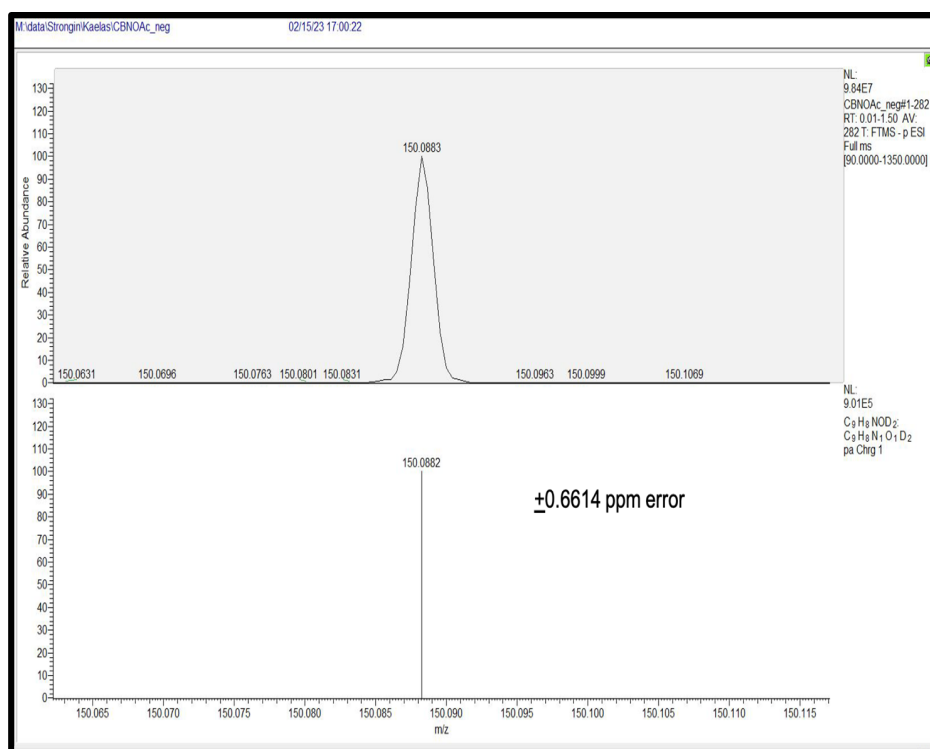 M:\data\Strongin\Kaelas\CBNOAc_neg 02/15/23 17:00:22
NL:
9.84E7
CBNOAc_neg#1-282
RT: 0.01-1.50 AV:
282 T: FTMS - p ESI
Full ms
[90.0000-1350.0000]
130
120
110
100
90
80
70
60
50
40
30
20
10
0
Relative Abundance
150.0883
150.0631 150.0696 150.0763 150.0801 150.0831 150.0963 150.0999 150.1069
NL:
9.01E5
C9 H8 NOD2:
C9 H8 N1 O1 D2
pa Chrg 1
130
120
110
100
90
80
70
60
50
40
30
20
10
0
150.0882
±0.6614 ppm error
150.065 150.070 150.075 150.080 150.085 150.090 150.095 150.100 150.105 150.110 150.115
m/z